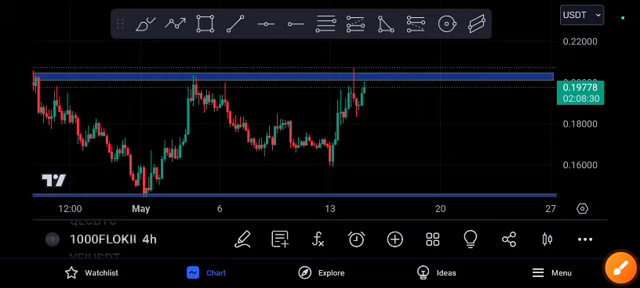 USDT
0.22000
0.19778
02:08:30
0.18000
0.16000
12:00 May 6 13 20 27
1000FLOKII 4h
Watchlist Chart Explore Ideas Menu